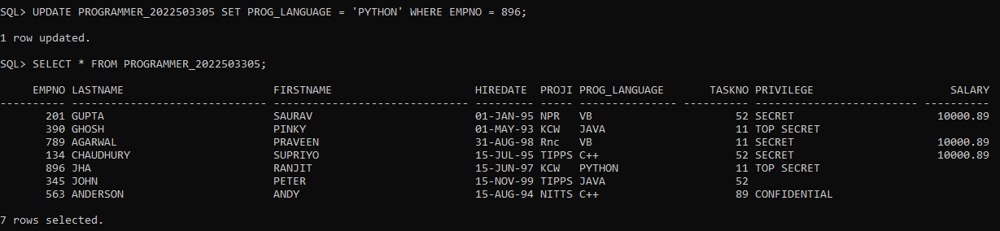 SQL> UPDATE PROGRAMMER_2022503305 SET PROG_LANGUAGE = 'PYTHON' WHERE EMPNO = 896;
1 row updated.
SQL> SELECT * FROM PROGRAMMER_2022503305;
EMPNO LASTNAME FIRSTNAME HIREDATE PROJI PROG_LANGUAGE TASKNO PRIVILEGE SALARY
---------- ------------------------------ ------------------------------ --------- ----- --------------- ---------- ------------------------- ----------
201 GUPTA SAURAV 01-JAN-95 NPR VB 52 SECRET 10000.89
390 GHOSH PINKY 01-MAY-93 KCW JAVA 11 TOP SECRET
789 AGARWAL PRAVEEN 31-AUG-98 Rnc VB 11 SECRET 10000.89
134 CHAUDHURY SUPRIYO 15-JUL-95 TIPPS C++ 52 SECRET 10000.89
896 JHA RANJIT 15-JUN-97 KCW PYTHON 11 TOP SECRET
345 JOHN PETER 15-NOV-99 TIPPS JAVA 52
563 ANDERSON ANDY 15-AUG-94 NITTS C++ 89 CONFIDENTIAL
7 rows selected.